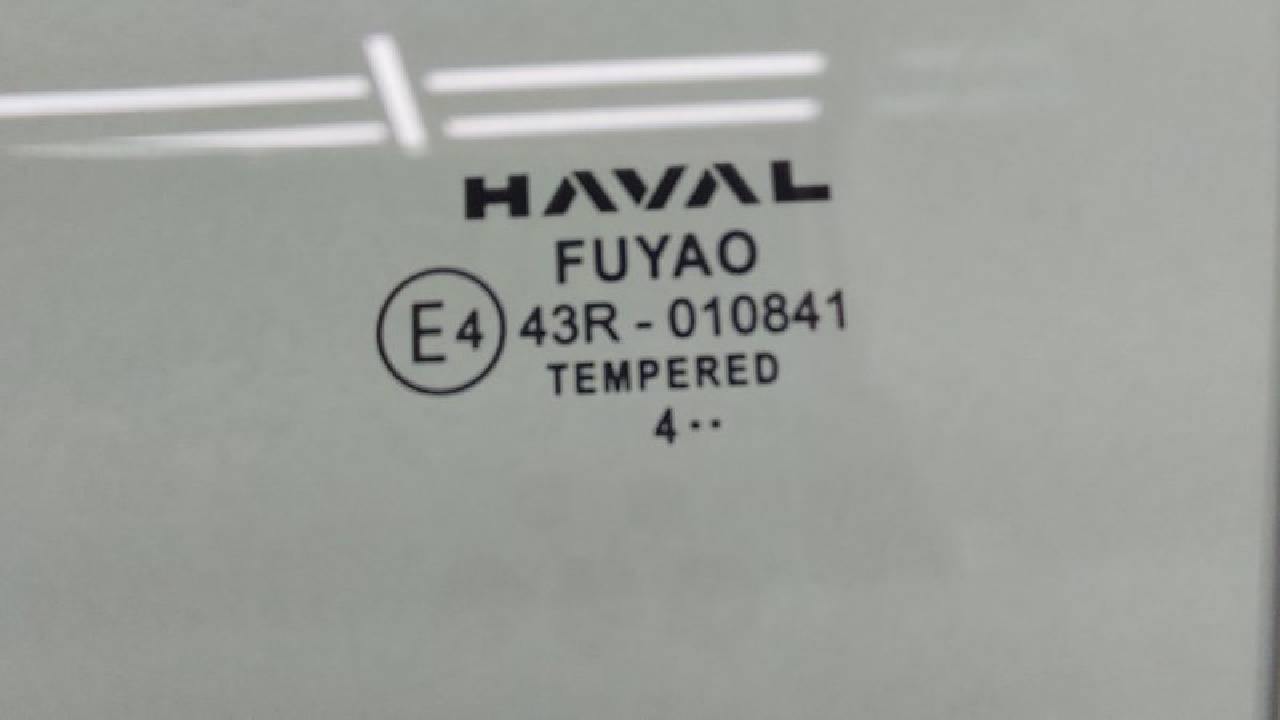 HAVAL
FUYAO
E4 43R - 010841
TEMPERED
4 ··